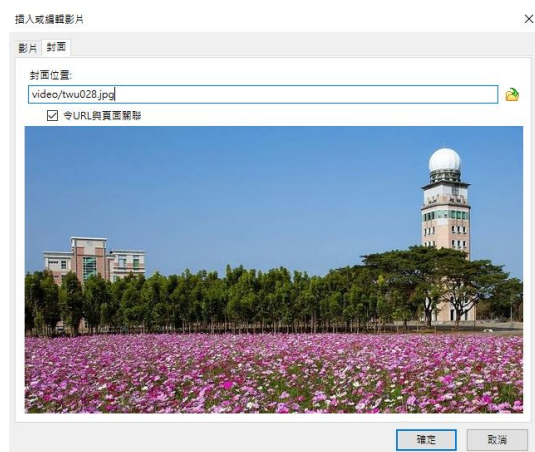 插入或編輯影片
影片 封面
封面位置:
video/twu028.jpg
令URL與頁面關聯
確定 取消